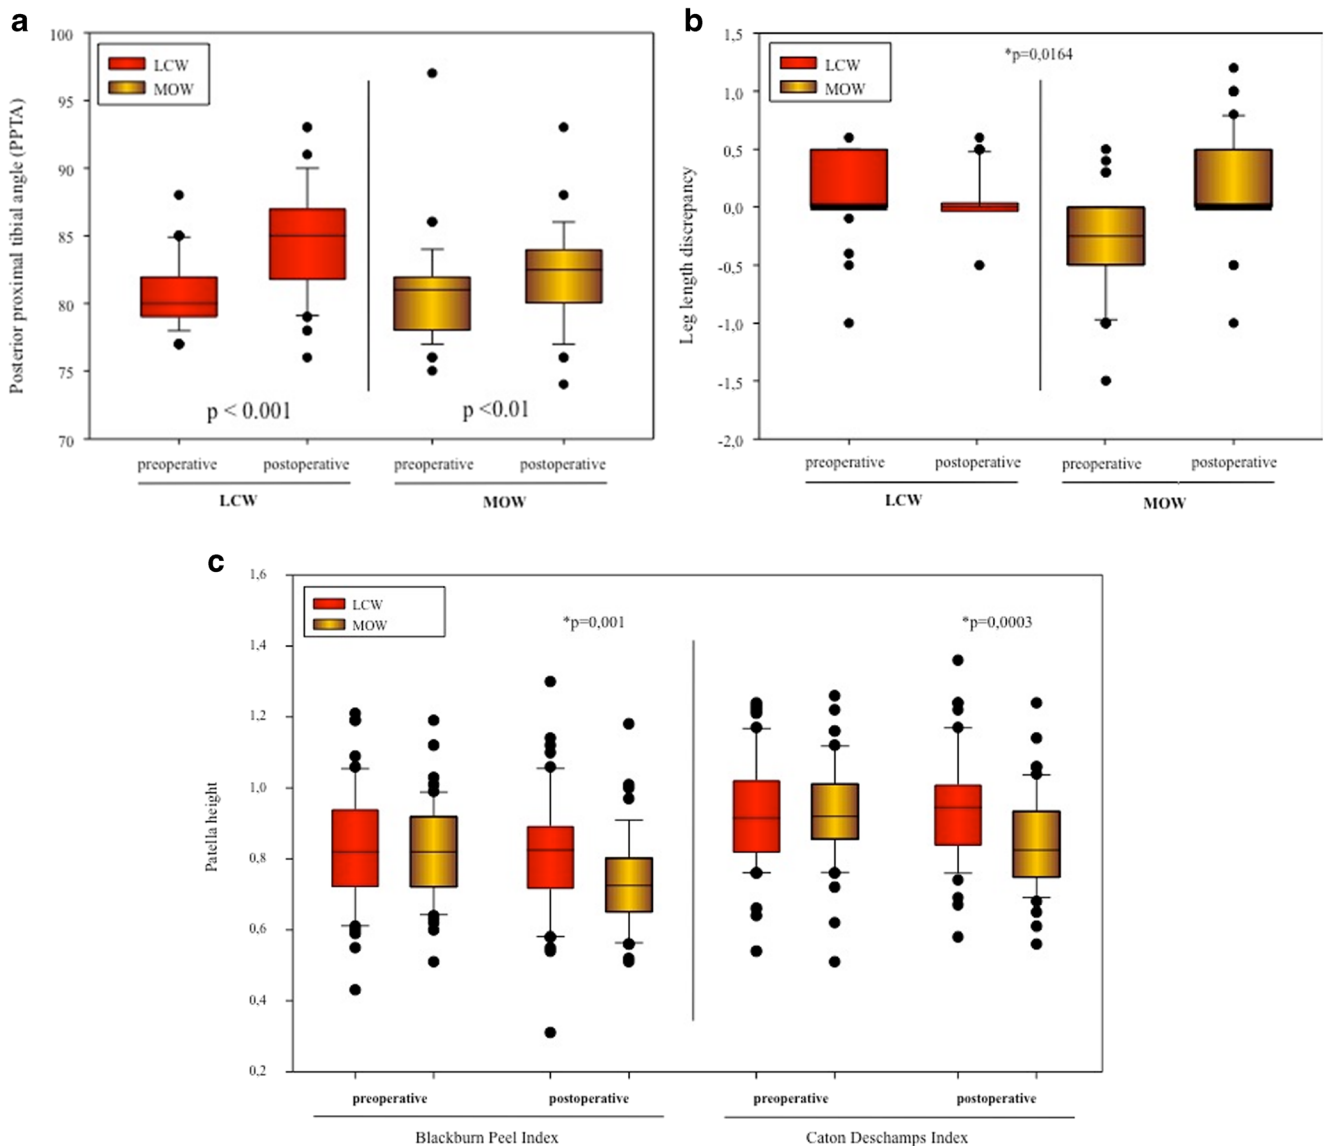 a
100
95
90
85
80
75
70
Posterior proximal tibial angle (PPTA)
LCW
MOW
p < 0.001
p <0.01
preoperative
postoperative
preoperative
postoperative
LCW
MOW
b
1,5
1,0
0,5
0,0
-0,5
-1,0
-1,5
-2,0
Leg length discrepancy
LCW
MOW
*p=0,0164
preoperative
postoperative
preoperative
postoperative
LCW
MOW
c
1,6
1,4
1,2
1,0
0,8
0,6
0,4
0,2
Patella height
LCW
MOW
*p=0,001
*p=0,0003
preoperative
postoperative
preoperative
postoperative
Blackburn Peel Index
Caton Deschamps Index